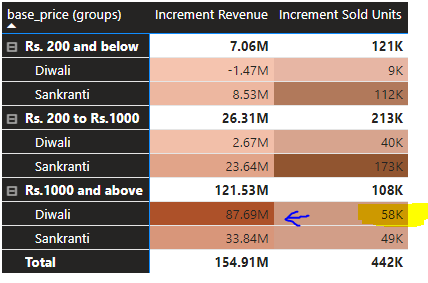 base_price (groups) Increment Revenue Increment Sold Units
Rs. 200 and below 7.06M 121K
Diwali -1.47M 9K
Sankranti 8.53M 112K
Rs. 200 to Rs.1000 26.31M 213K
Diwali 2.67M 40K
Sankranti 23.64M 173K
Rs.1000 and above 121.53M 108K
Diwali 87.69M 58K
Sankranti 33.84M 49K
Total 154.91M 442K